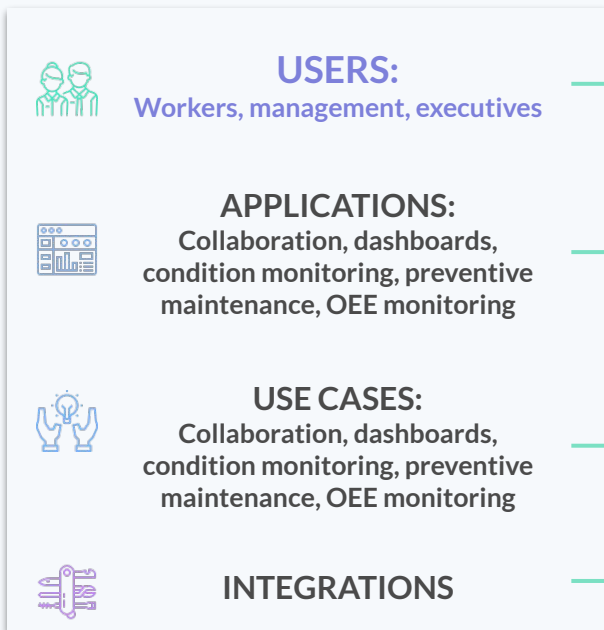 USERS:
Workers, management, executives
APPLICATIONS:
Collaboration, dashboards,
condition monitoring, preventive
maintenance, OEE monitoring
USE CASES:
Collaboration, dashboards,
condition monitoring, preventive
maintenance, OEE monitoring
INTEGRATIONS